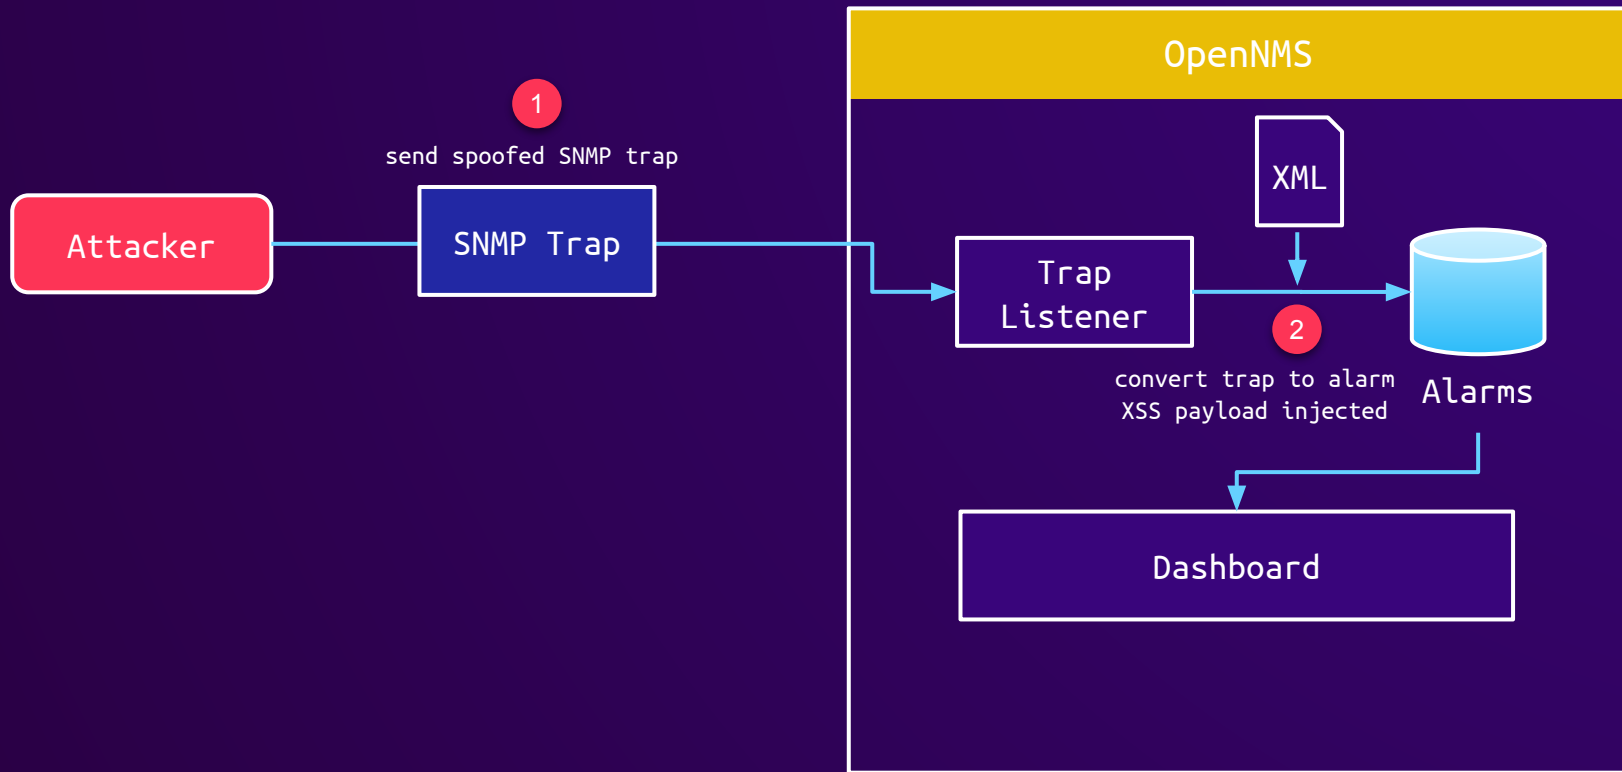 OpenNMS
1
send spoofed SNMP trap
XML
Attacker
SNMP Trap
Trap
Listener
2
convert trap to alarm
XSS payload injected
Alarms
Dashboard